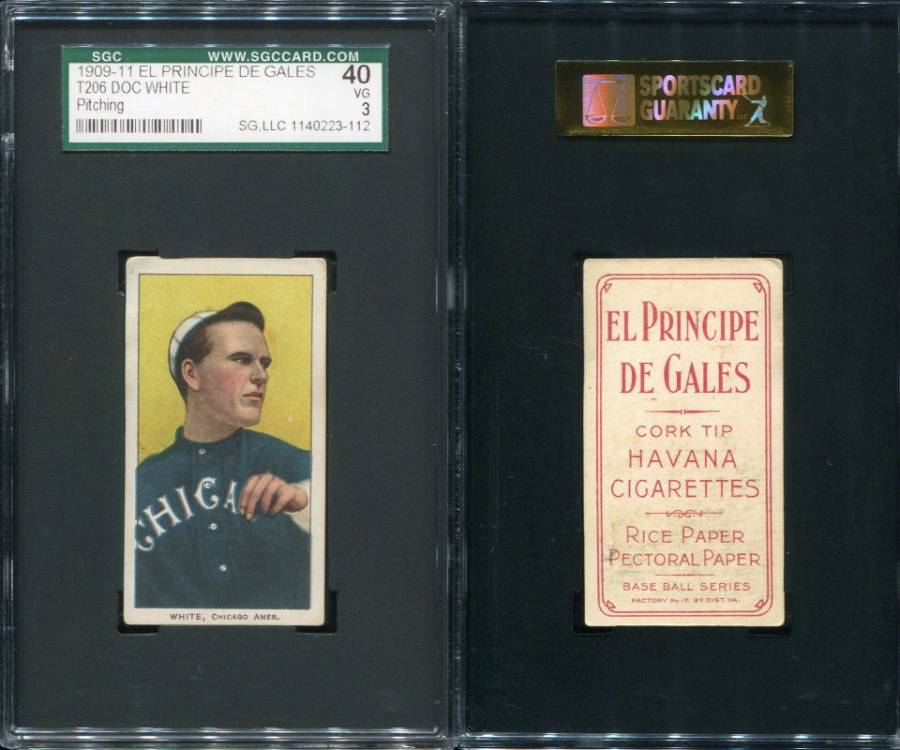 SGC WWW.SGCCARD.COM
1909-11 EL PRINCIPE DE GALES 40
T206 DOC WHITE VG
Pitching 3
SG,LLC 1140223-112
CHICA
WHITE, CHICAGO AMER.
SPORTSCARD
GUARANTY
EL PRINCIPE
DE GALES
CORK TIP
HAVANA
CIGARETTES
RICE PAPER
PECTORAL PAPER
BASE BALL SERIES
FACTORY No 17. 2D DIST. VA.